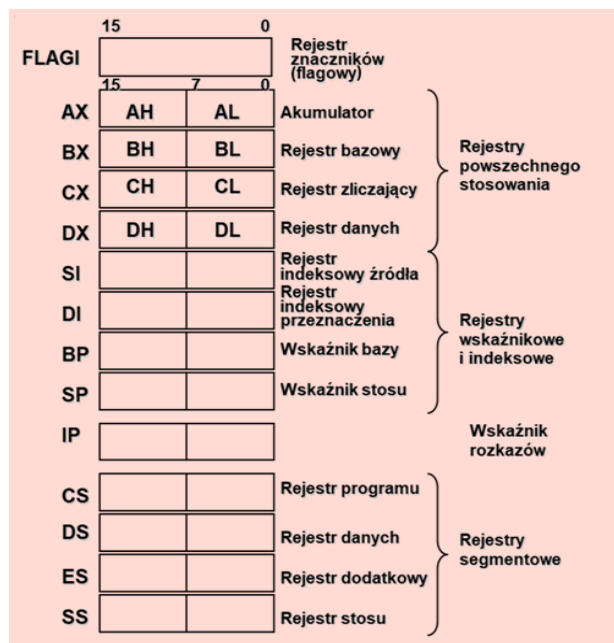 15 0
FLAGI
Rejestr
znaczników
(flagowy)
15 7 0
AX AH AL Akumulator
BX BH BL Rejestr bazowy
CX CH CL Rejestr zliczający
DX DH DL Rejestr danych
Rejestry
powszechnego
stosowania
SI
Rejestr
indeksowy źródła
DI
Rejestr
indeksowy
przeznaczenia
BP Wskaźnik bazy
SP Wskaźnik stosu
Rejestry
wskaźnikowe
i indeksowe
IP
Wskaźnik
rozkazów
CS Rejestr programu
DS Rejestr danych
ES Rejestr dodatkowy
SS Rejestr stosu
Rejestry
segmentowe